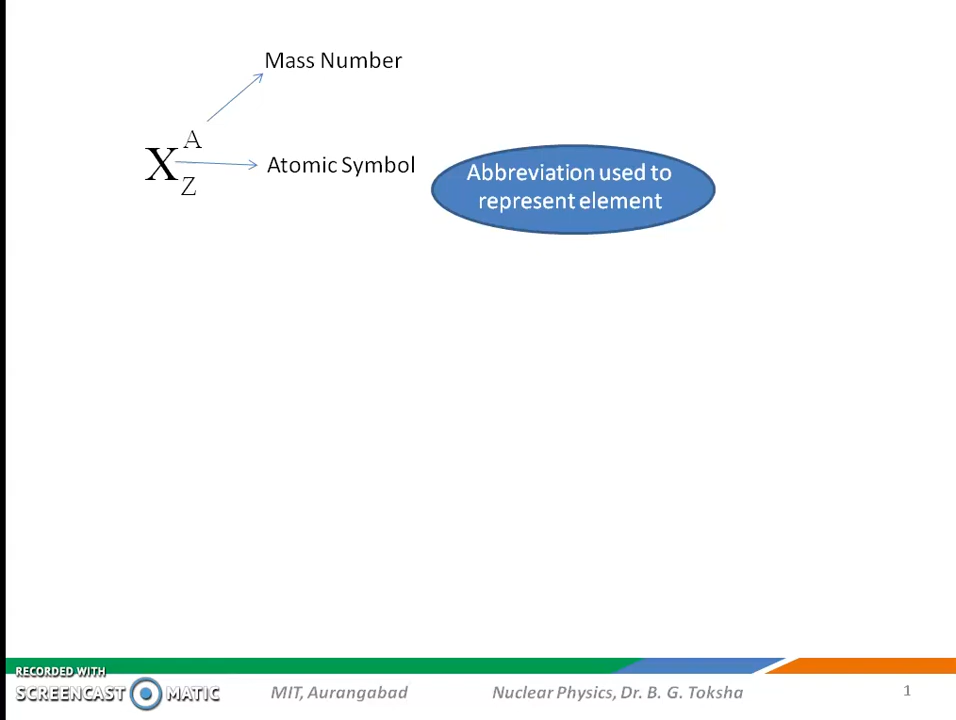 Mass Number
A
X
Z
Atomic Symbol
Abbreviation used to
represent element
RECORDED WITH
SCREENCAST MATIC
MIT, Aurangabad
Nuclear Physics, Dr. B. G. Toksha
1